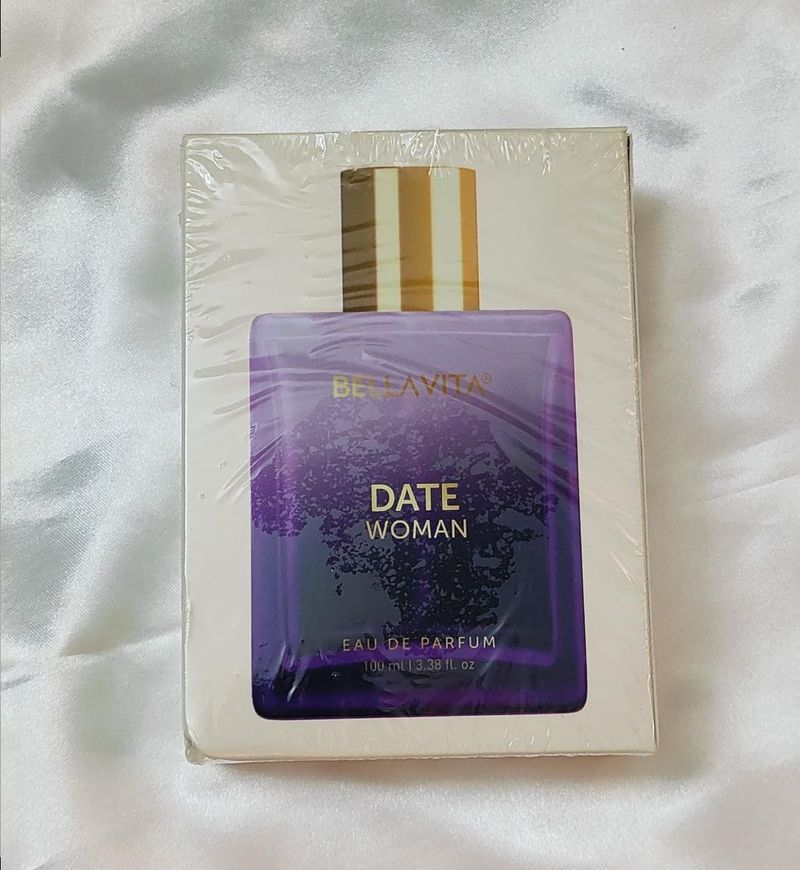 BELLAVITA®
DATE
WOMAN
EAU DE PARFUM
100 ml | 3.38 fl. oz